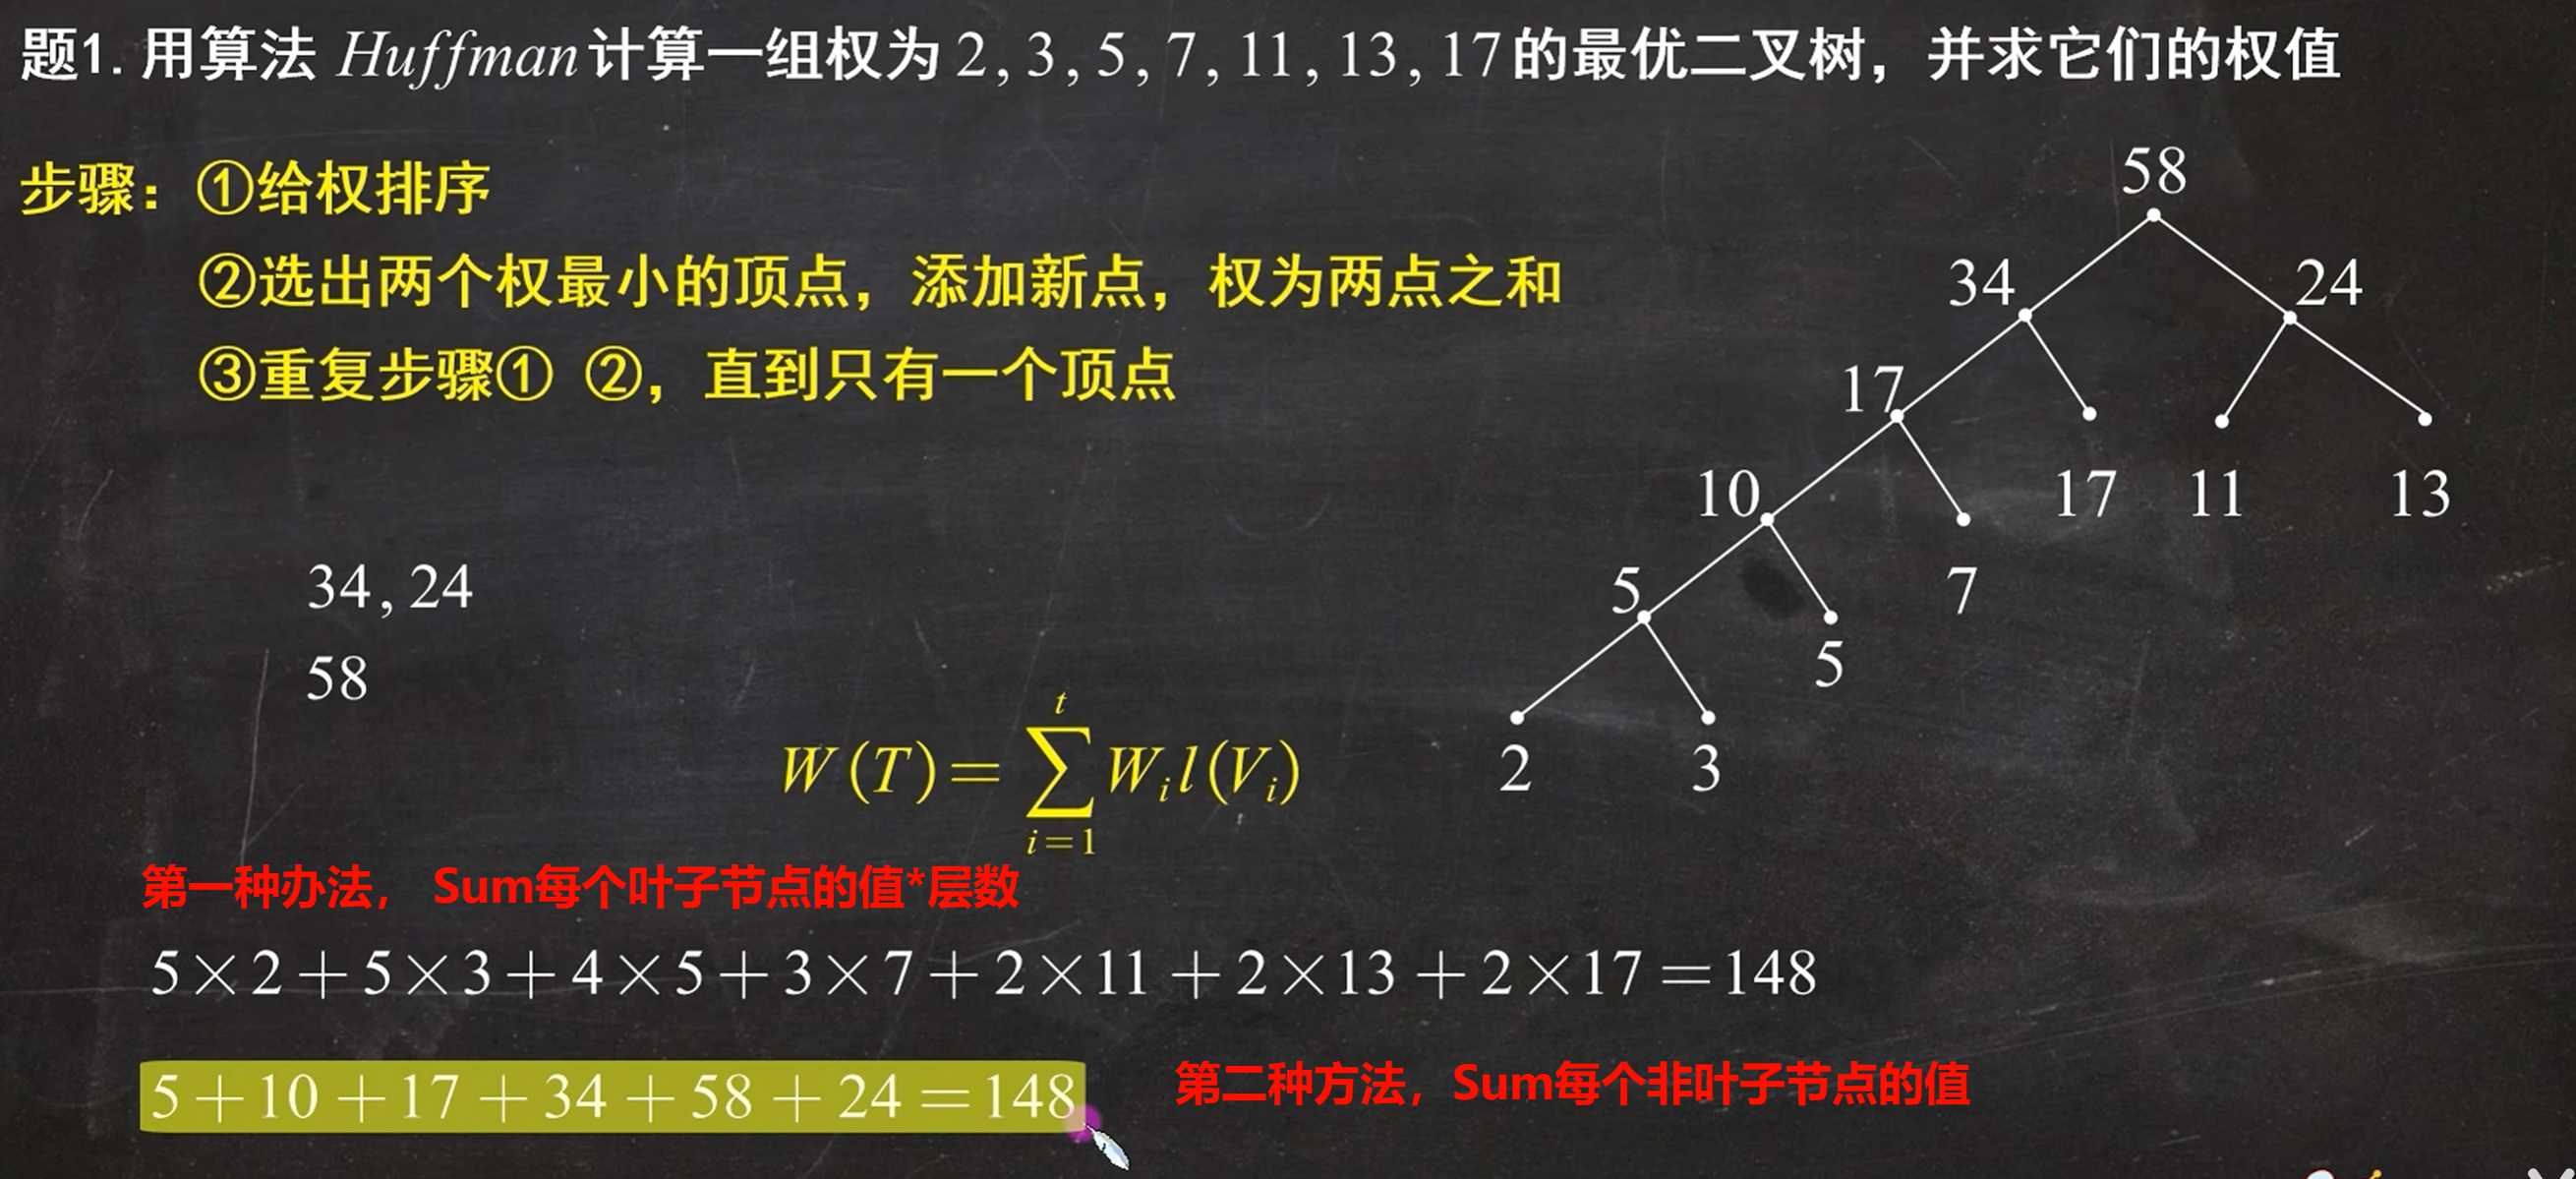 题1. 用算法 Huffman 计算一组权为 2, 3, 5, 7, 11, 13, 17 的最优二叉树，并求它们的权值
步骤：①给权排序
②选出两个权最小的顶点，添加新点，权为两点之和
③重复步骤① ②，直到只有一个顶点
34, 24
58
58
34 24
17
10 17 11 13
5 7
5
2 3
W(T) = \sum_{i=1}^{t} W_i l(V_i)
第一种办法， Sum每个叶子节点的值*层数
5×2+5×3+4×5+3×7+2×11+2×13+2×17=148
5+10+17+34+58+24=148 第二种方法，Sum每个非叶子节点的值